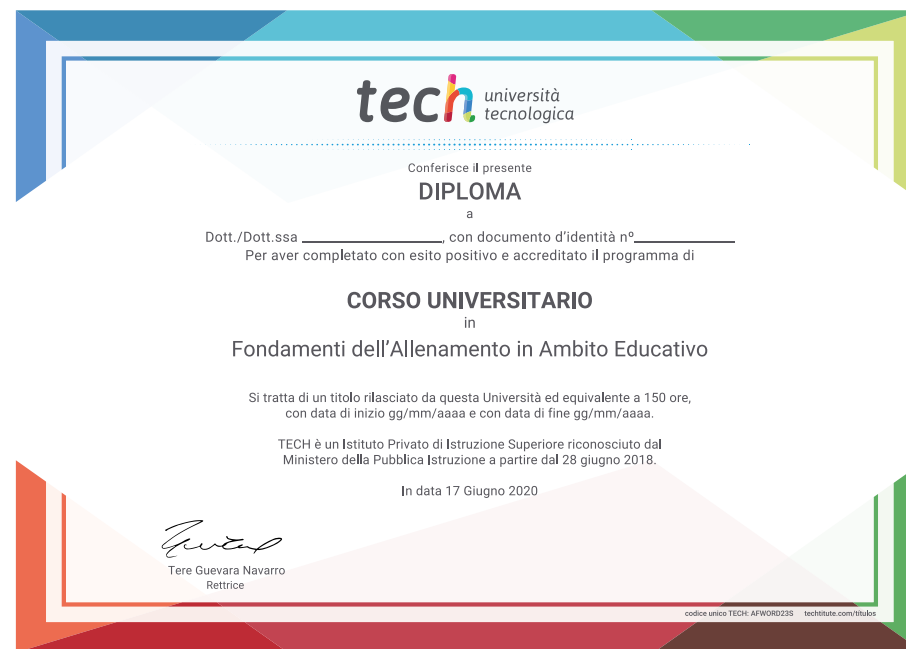 tech università
tecnologica
Conferisce il presente
DIPLOMA
a
Dott./Dott.ssa ____________________, con documento d'identità nº______________
Per aver completato con esito positivo e accreditato il programma di
CORSO UNIVERSITARIO
in
Fondamenti dell'Allenamento in Ambito Educativo
Si tratta di un titolo rilasciato da questa Università ed equivalente a 150 ore,
con data di inizio gg/mm/aaaa e con data di fine gg/mm/aaaa.
TECH è un Istituto Privato di Istruzione Superiore riconosciuto dal
Ministero della Pubblica Istruzione a partire dal 28 giugno 2018.
In data 17 Giugno 2020
Tere Guevara Navarro
Rettrice
codice unico TECH: AFWORD23S techtitute.com/titulos